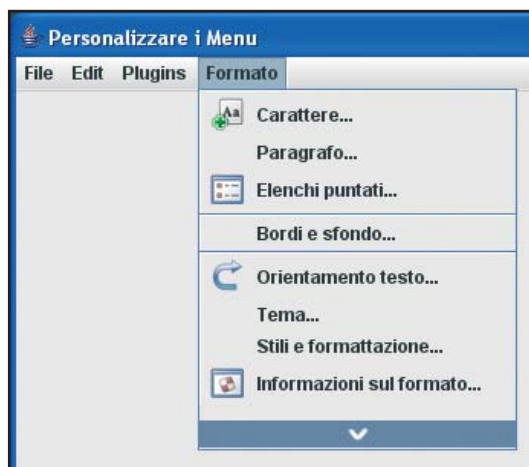 Personalizzare i Menu
File Edit Plugins Formato
Aa Carattere...
Paragrafo...
Elenchi puntati...
Bordi e sfondo...
Orientamento testo...
Tema...
Stili e formattazione...
Informazioni sul formato...